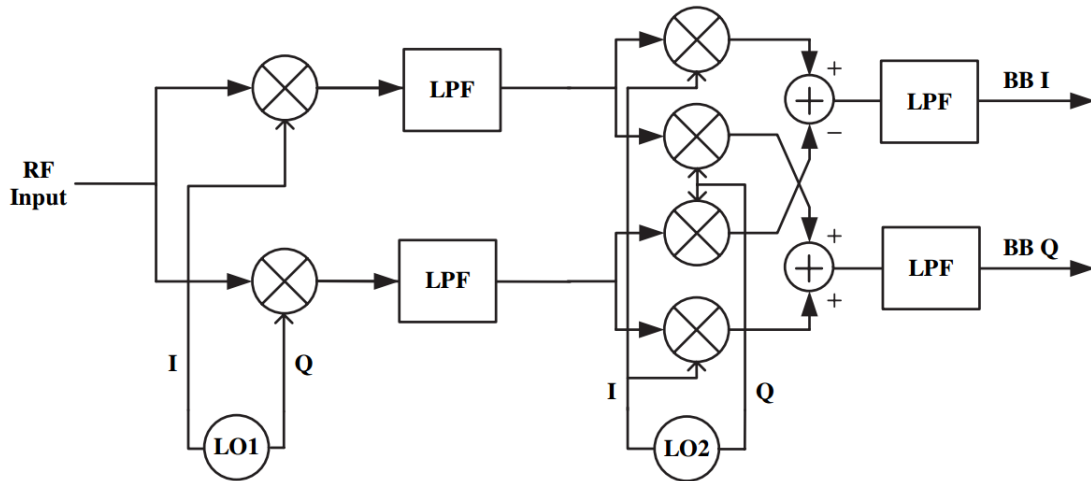 LPF
+
+
−
LPF
BB I
RF
Input
LPF
+
+
+
LPF
BB Q
I
Q
LO1
I
Q
LO2